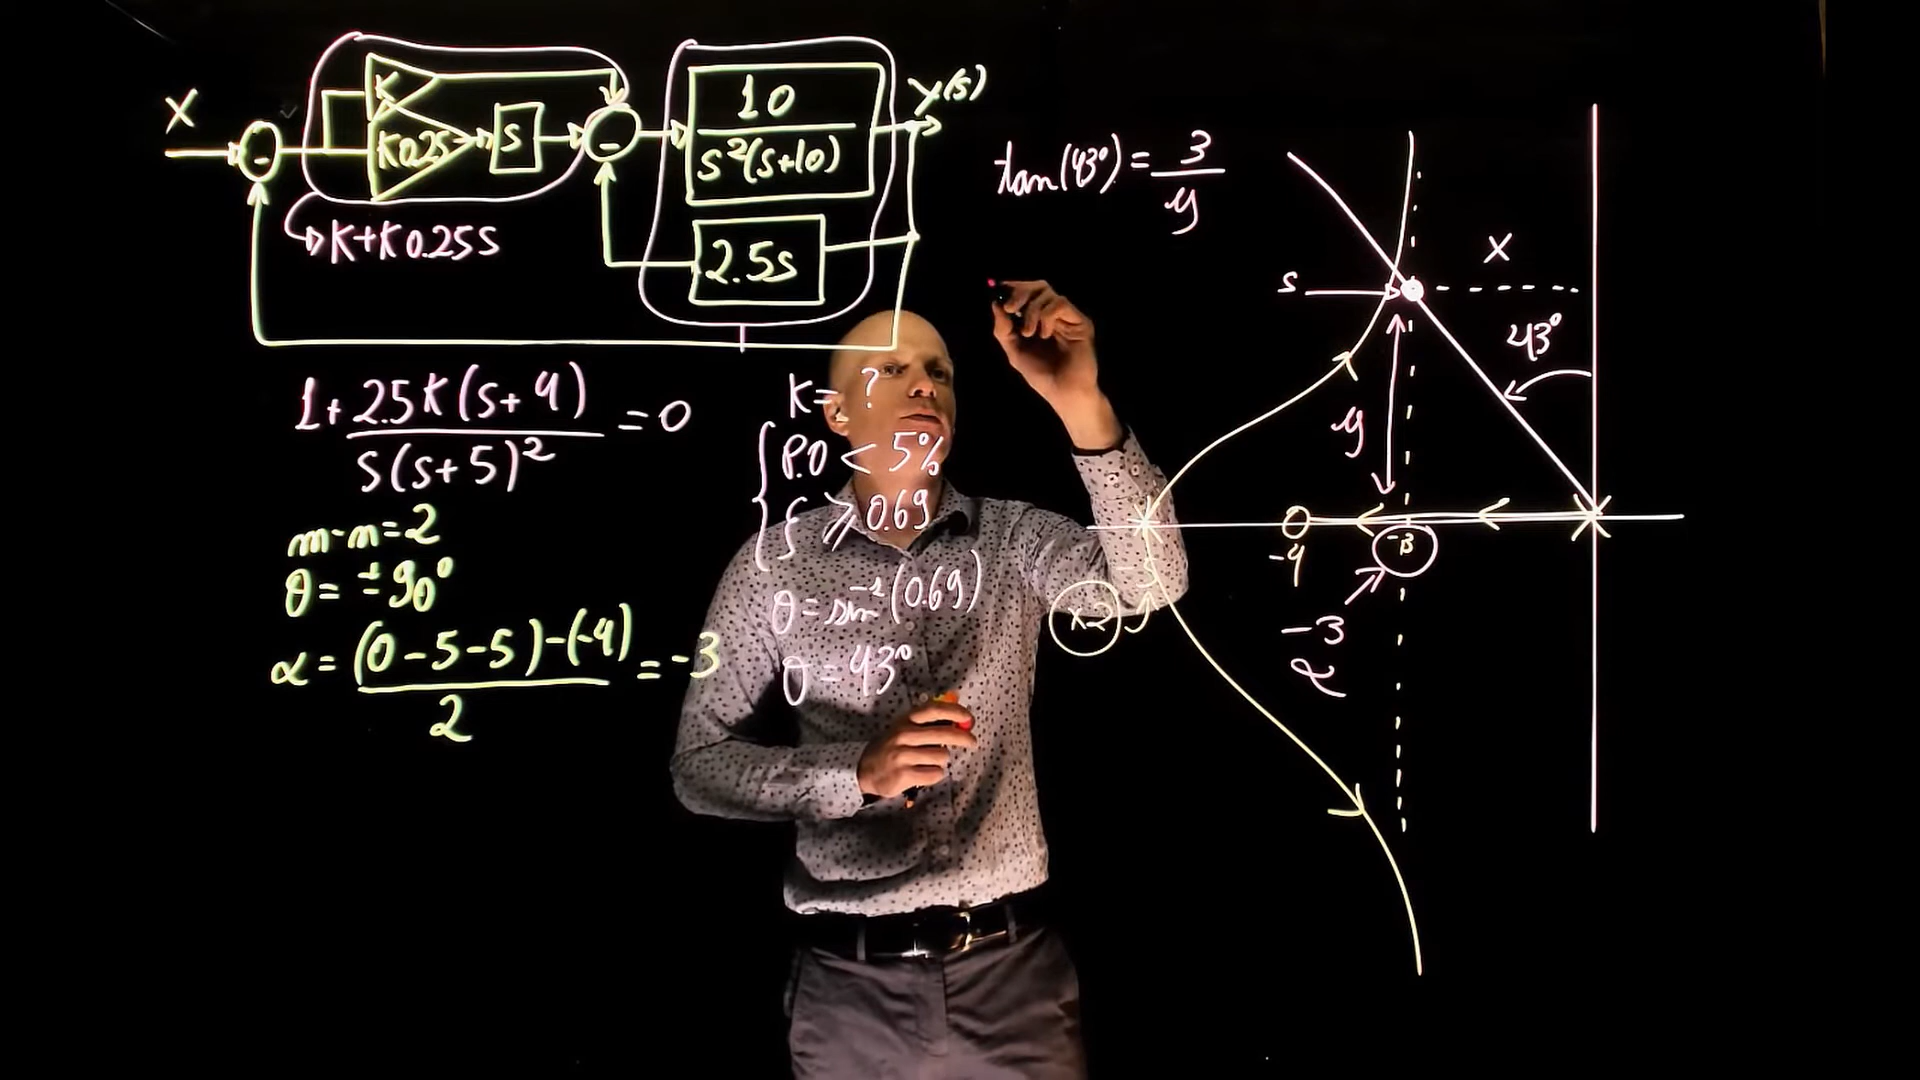 X
K
K0.25
S
10
S²(S+10)
Y(S)
2.5S
K+K0.25S
1+ 2.5K(S+4)
S(S+5)² =0
m-n=2
θ= ±90°
α= (0-5-5)-(-4)
2
= -3
K= ?
P.O < 5%
ξ ⩾ 0.69
θ=sin⁻¹(0.69)
θ=43°
tan(43°)= 3
y
X
S
43°
y
-4
-3
-5
x2
-3
α